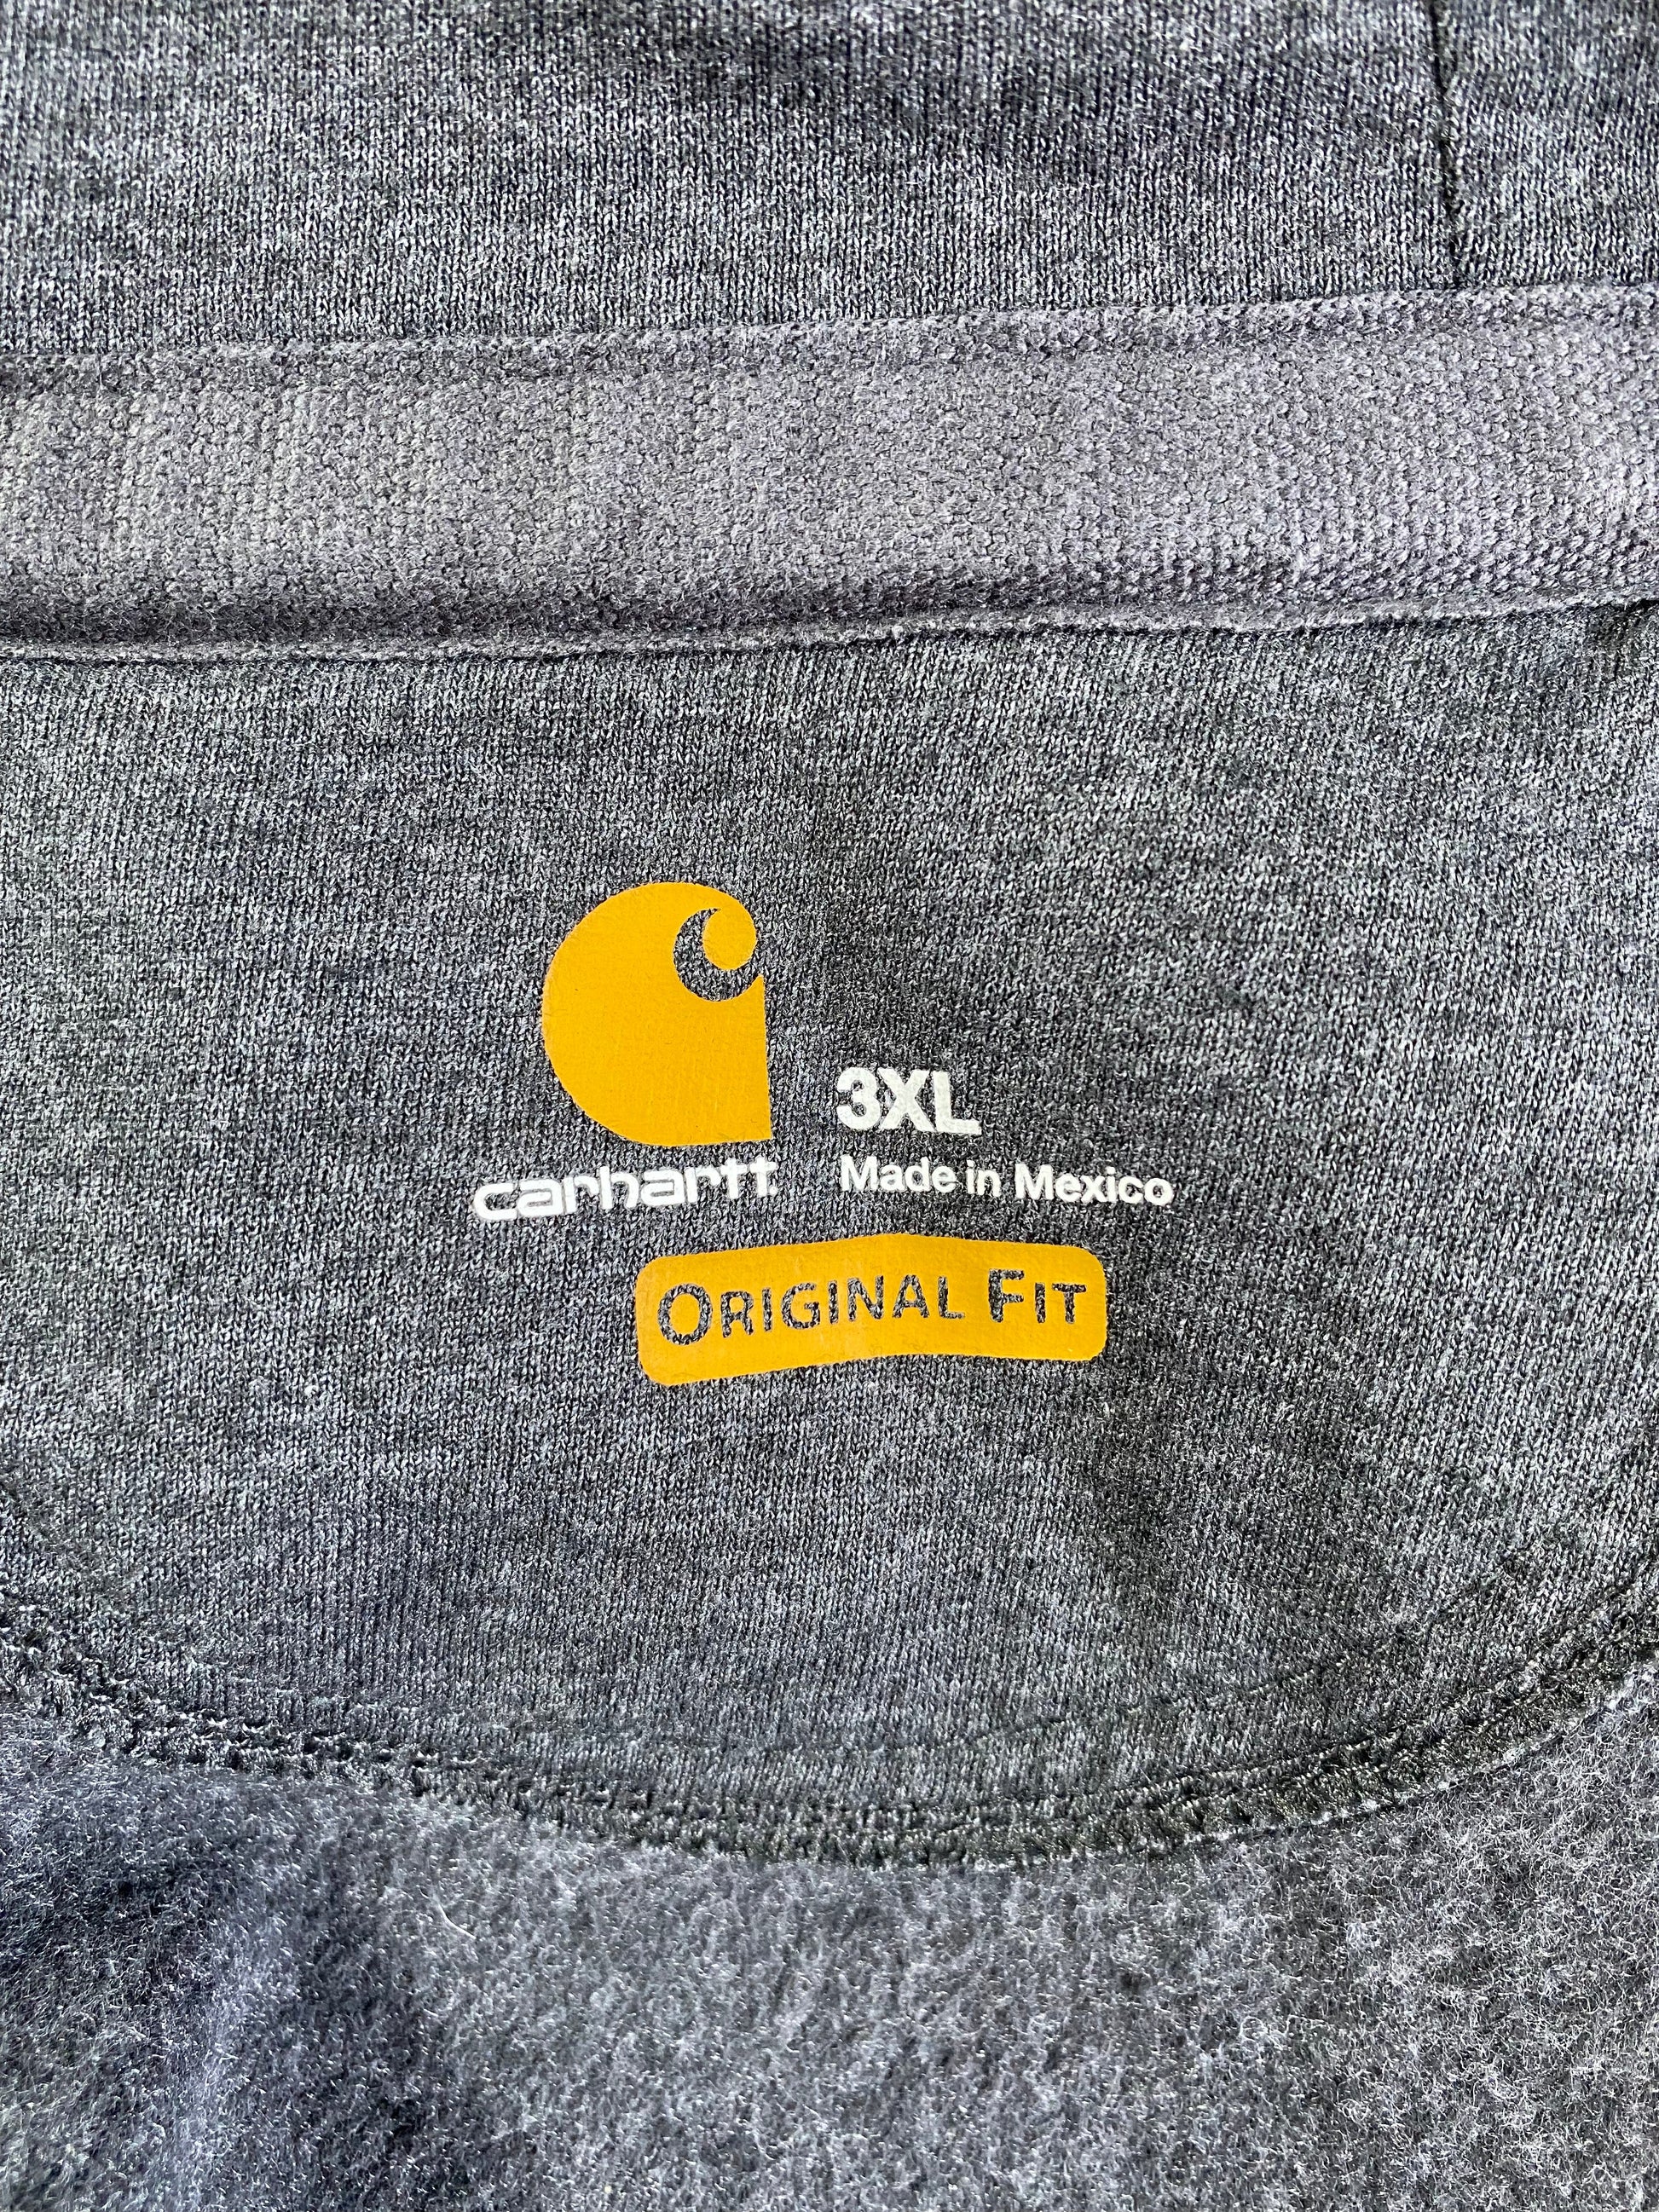 3XL
carhartt
Made in Mexico
ORIGINAL FIT